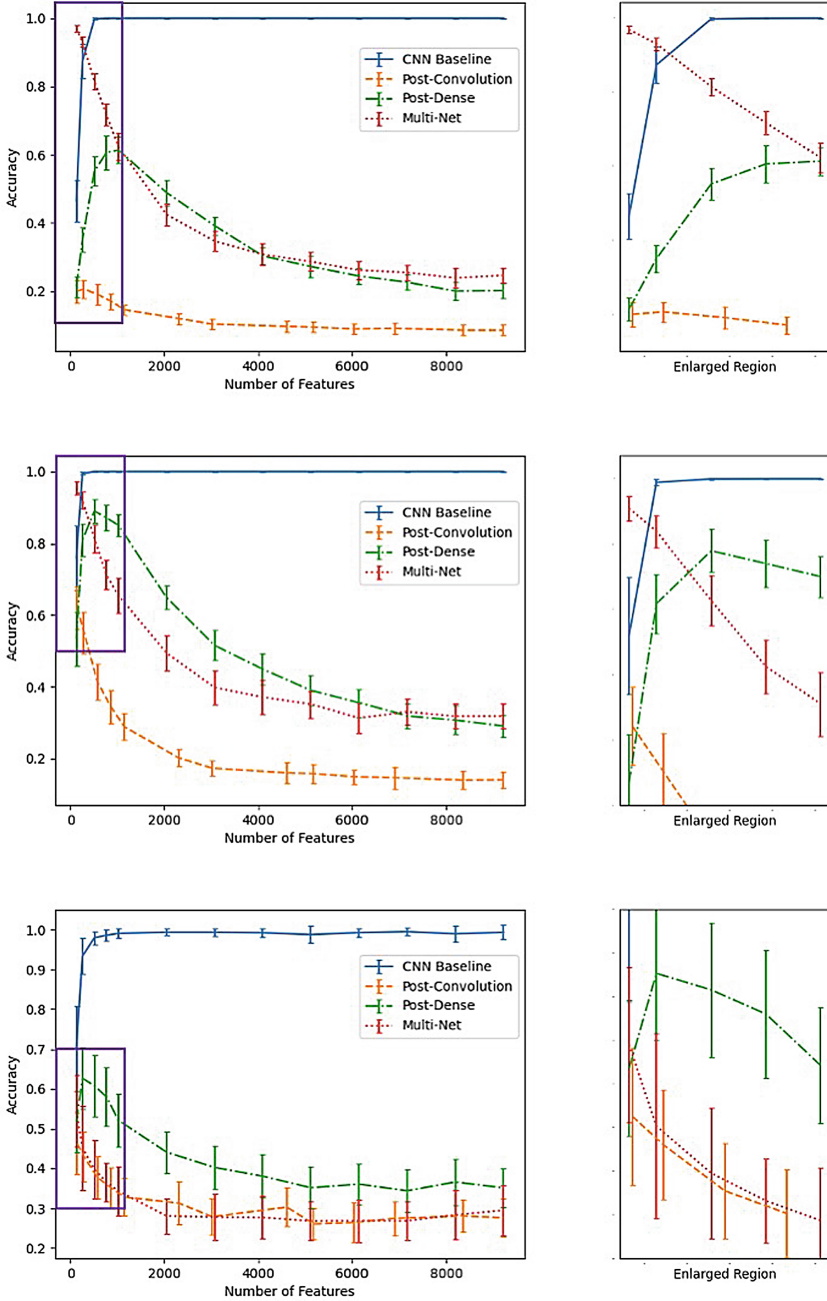 1.0
0.8
0.6
0.4
0.2
Accuracy
CNN Baseline
Post-Convolution
Post-Dense
Multi-Net
0 2000 4000 6000 8000
Number of Features
Enlarged Region
1.0
0.8
0.6
0.4
0.2
Accuracy
CNN Baseline
Post-Convolution
Post-Dense
Multi-Net
0 2000 4000 6000 8000
Number of Features
Enlarged Region
1.0
0.9
0.8
0.7
0.6
0.5
0.4
0.3
0.2
Accuracy
CNN Baseline
Post-Convolution
Post-Dense
Multi-Net
0 2000 4000 6000 8000
Number of Features
Enlarged Region